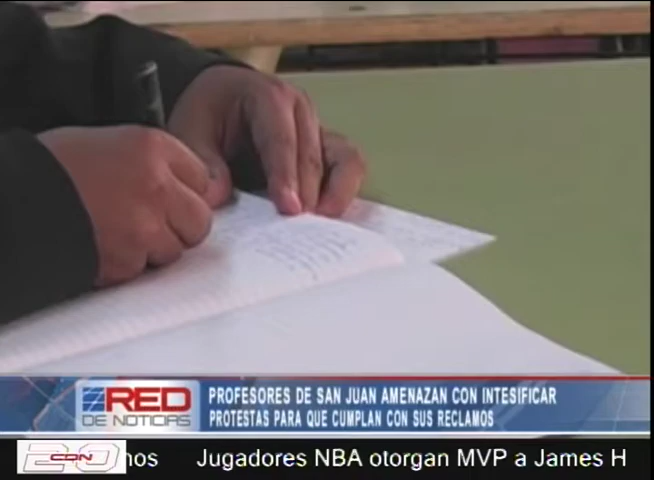 RED
DE NOTICIAS
PROFESORES DE SAN JUAN AMENAZAN CON INTESIFICAR
PROTESTAS PARA QUE CUMPLAN CON SUS RECLAMOS
CDN
nos Jugadores NBA otorgan MVP a James H